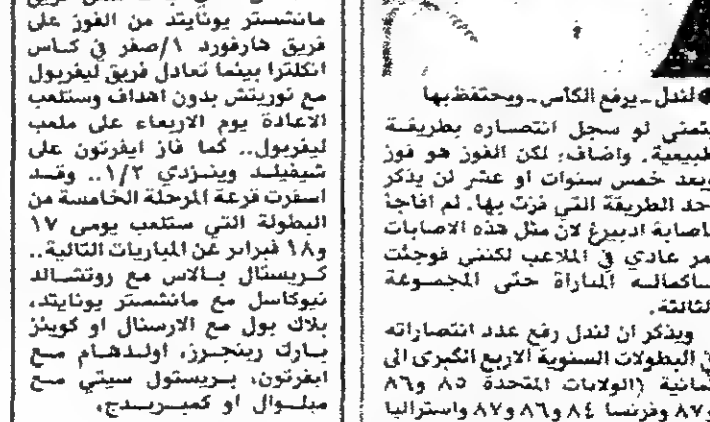 مانشستر يونايتد من الفوز على
فريق هارفورد ١/صفر في كاس
انكلترا بينما تعادل فريق ليفربول
مع نوريتش بدون اهداف وستلعب
الاعادة يوم الاربعاء على ملعب
ليفربول.. كما فاز ايفرتون على
شيفيلد وينزدي ١/٢.. وقد
اسفرت قرعة المرحلة الخامسة من
البطولة التي ستلعب يومي ١٧
و١٨ فبراير عن المباريات التالية..
كريستال بالاس مع روتشالد
نيوكاسل مع مانشستر يونايتد،
بلاك بول مع الارسنال او كوينز
بارك رينجرز، اولدهام مع
ايفرتون، بريستول سيتي مع
ميلوال او كمبريدج.
لندل - يرفع الكأس - ويحتفظ بها
يتمنى لو سجل انتصاره بطريقة
طبيعية. واضاف: لكن الفوز هو فوز
وبعد خمس سنوات او عشر لن يذكر
احد الطريقة التي فزت بها. لم افاجأ
باصابة ادبيرغ لان مثل هذه الاصابات
امر عادي في الملاعب لكنني فوجئت
باكماله المباراة حتى المجموعة
الثالثة.
ويذكر ان لندل رفع عدد انتصاراته
في البطولات السنوية الاربع الكبرى الى
ثمانية (الولايات المتحدة ٨٥ و٨٦
و٨٧ وفرنسا ٨٤ و٨٦ و٨٧ واستراليا